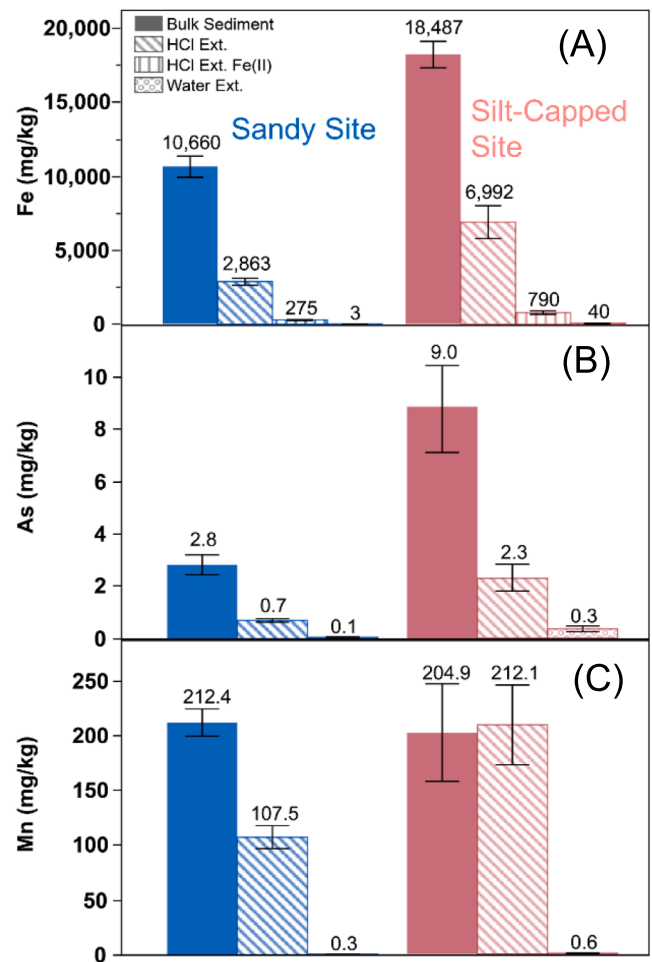 Bulk Sediment
HCl Ext.
HCl Ext. Fe(II)
Water Ext.
(A)
Sandy Site
Silt-Capped
Site
Fe (mg/kg)
20,000
15,000
10,000
5,000
0
10,660
2,863
275
3
18,487
6,992
790
40
(B)
As (mg/kg)
10
8
6
4
2
0
2.8
0.7
0.1
9.0
2.3
0.3
(C)
Mn (mg/kg)
250
200
150
100
50
0
212.4
107.5
0.3
204.9
212.1
0.6